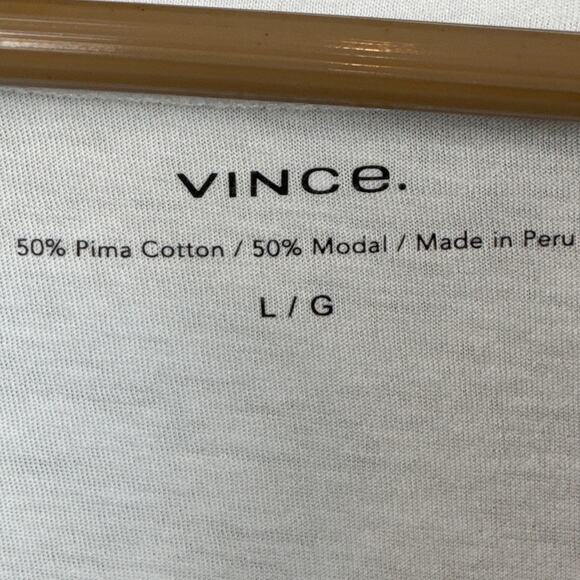 VINCe.
50% Pima Cotton / 50% Modal / Made in Peru
L / G